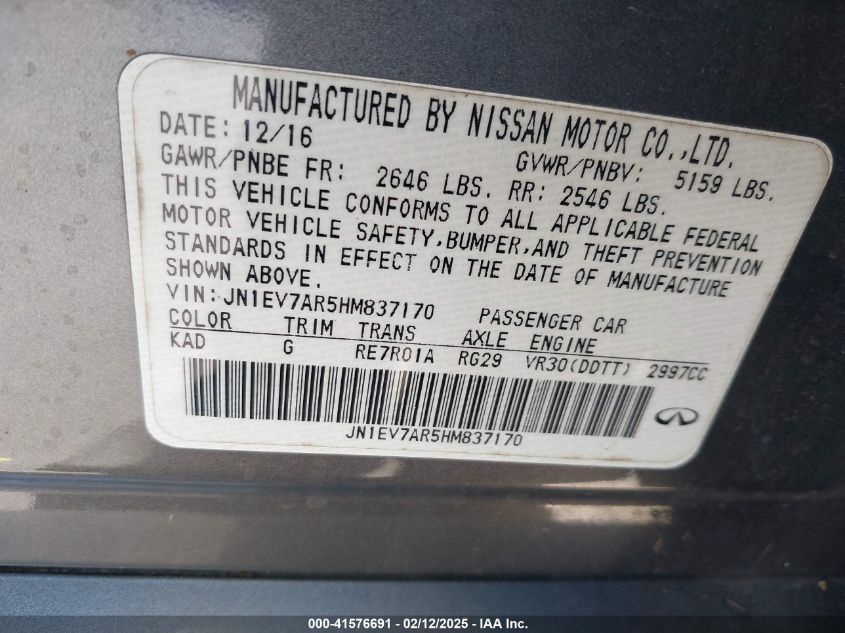 MANUFACTURED BY NISSAN MOTOR CO.,LTD.
DATE: 12/16 GVWR/PNBV: 5159 LBS.
GAWR/PNBE FR: 2646 LBS. RR: 2546 LBS.
THIS VEHICLE CONFORMS TO ALL APPLICABLE FEDERAL
MOTOR VEHICLE SAFETY,BUMPER,AND THEFT PREVENTION
STANDARDS IN EFFECT ON THE DATE OF MANUFACTURE
SHOWN ABOVE.
VIN:JN1EV7AR5HM837170 PASSENGER CAR
COLOR TRIM TRANS AXLE ENGINE
KAD G RE7R01A RG29 VR30(DDTT) 2997CC
JN1EV7AR5HM837170
000-41576691 - 02/12/2025 - IAA Inc.